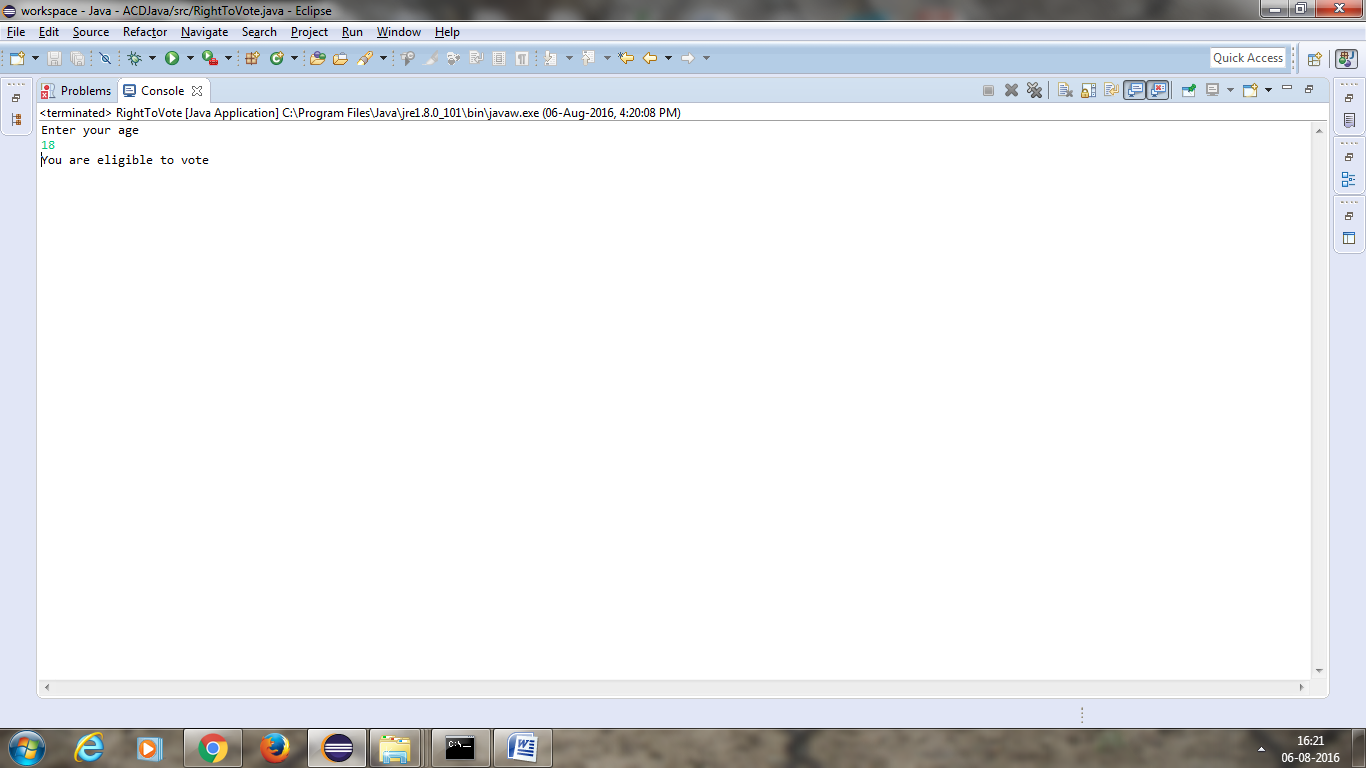 workspace - Java - ACDJava/src/RightToVote.java - Eclipse
File Edit Source Refactor Navigate Search Project Run Window Help
Quick Access
Problems Console
<terminated> RightToVote [Java Application] C:\Program Files\Java\jre1.8.0_101\bin\javaw.exe (06-Aug-2016, 4:20:08 PM)
Enter your age
18
You are eligible to vote
16:21
06-08-2016